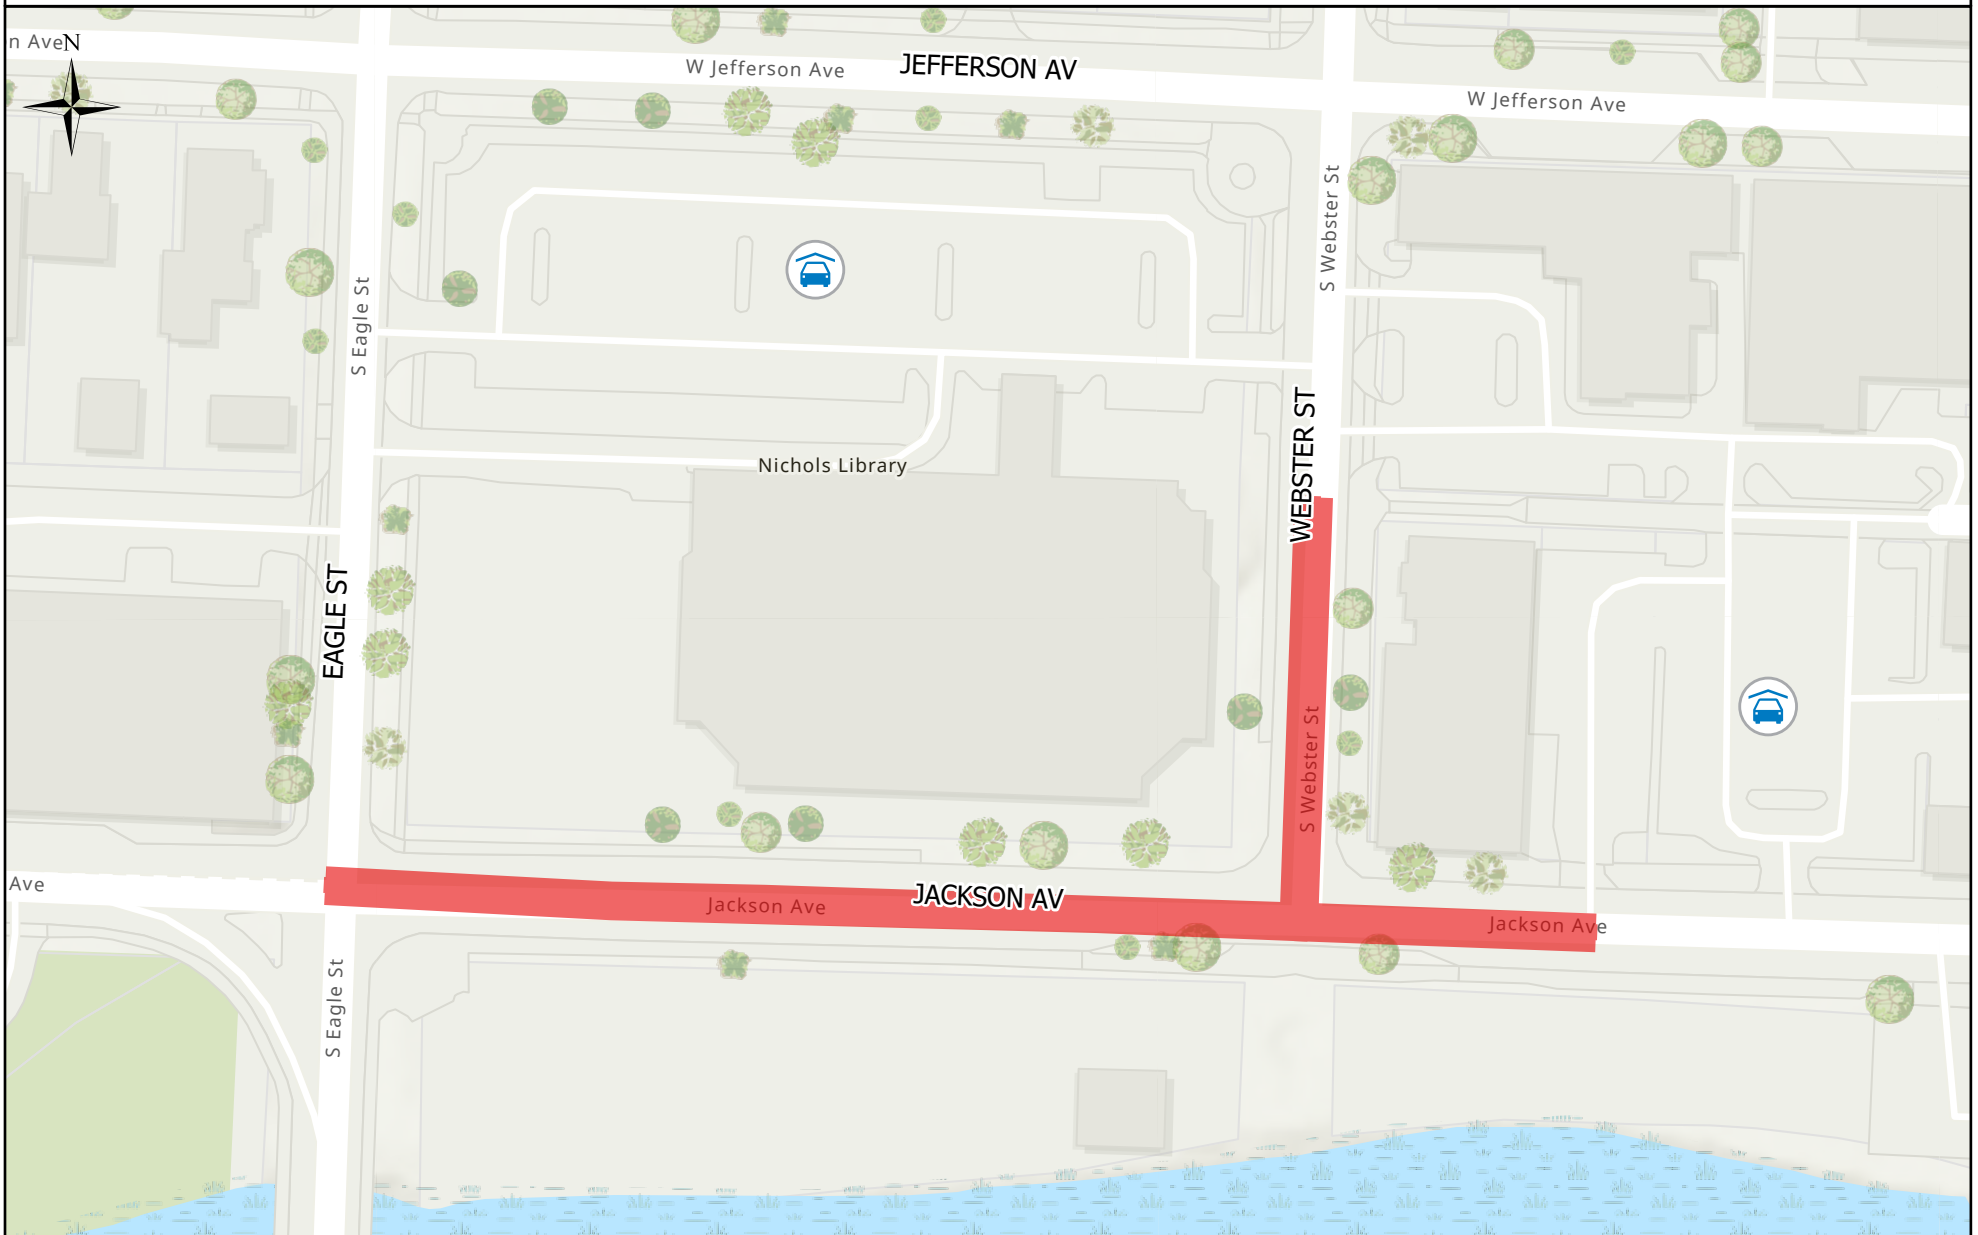 n Ave
N
W Jefferson Ave
JEFFERSON AV
W Jefferson Ave
S Webster St
S Eagle St
WEBSTER ST
Nichols Library
EAGLE ST
S Webster St
Ave
Jackson Ave
JACKSON AV
Jackson Ave
S Eagle St